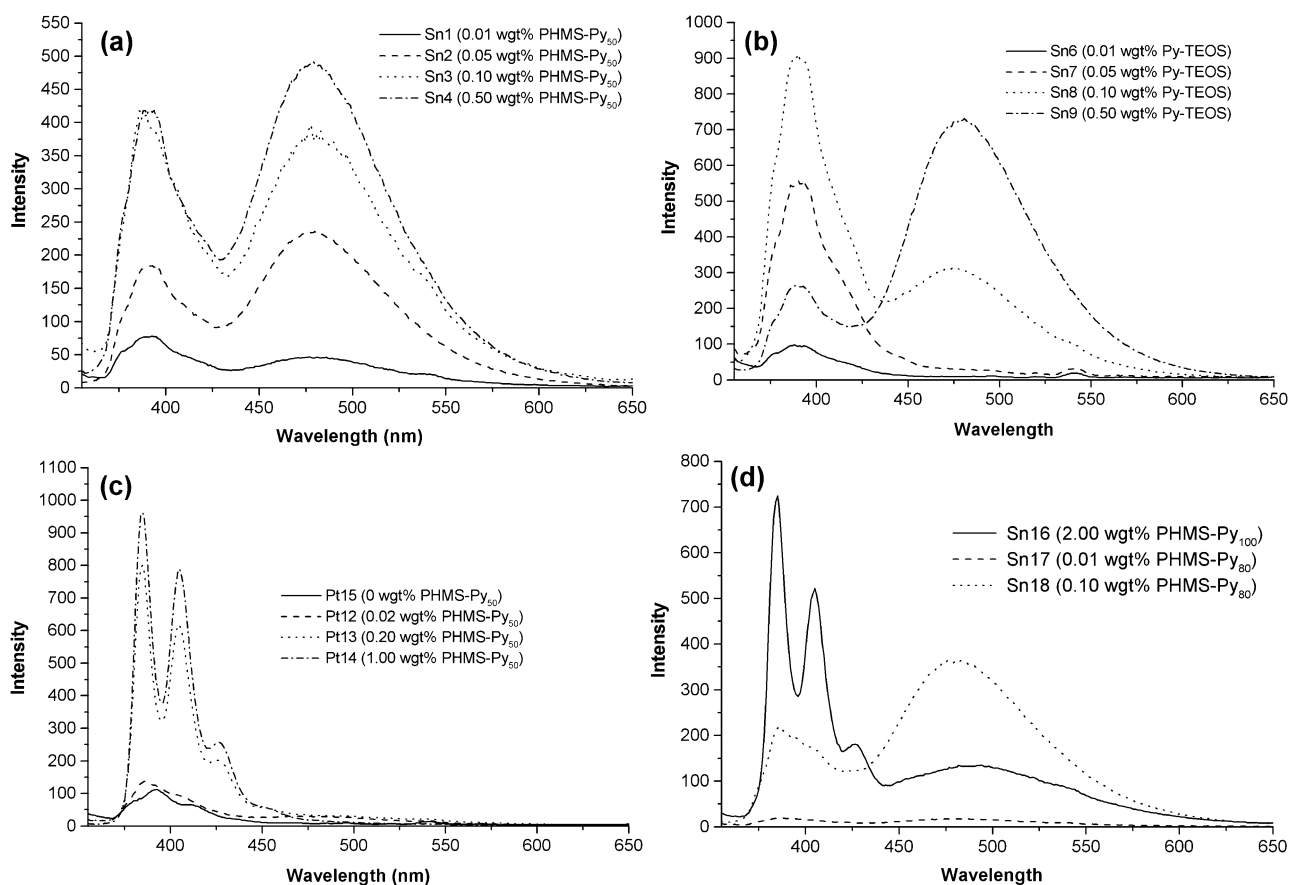 (a)
Sn1 (0.01 wgt% PHMS-Py50)
Sn2 (0.05 wgt% PHMS-Py50)
Sn3 (0.10 wgt% PHMS-Py50)
Sn4 (0.50 wgt% PHMS-Py50)
550
500
450
400
350
300
250
200
150
100
50
0
Intensity
400 450 500 550 600 650
Wavelength (nm)
(b)
Sn6 (0.01 wgt% Py-TEOS)
Sn7 (0.05 wgt% Py-TEOS)
Sn8 (0.10 wgt% Py-TEOS)
Sn9 (0.50 wgt% Py-TEOS)
1000
900
800
700
600
500
400
300
200
100
0
Intensity
400 450 500 550 600 650
Wavelength
(c)
Pt15 (0 wgt% PHMS-Py50)
Pt12 (0.02 wgt% PHMS-Py50)
Pt13 (0.20 wgt% PHMS-Py50)
Pt14 (1.00 wgt% PHMS-Py50)
1100
1000
900
800
700
600
500
400
300
200
100
0
Intensity
400 450 500 550 600 650
Wavelength (nm)
(d)
Sn16 (2.00 wgt% PHMS-Py100)
Sn17 (0.01 wgt% PHMS-Py80)
Sn18 (0.10 wgt% PHMS-Py80)
800
700
600
500
400
300
200
100
0
Intensity
400 450 500 550 600 650
Wavelength